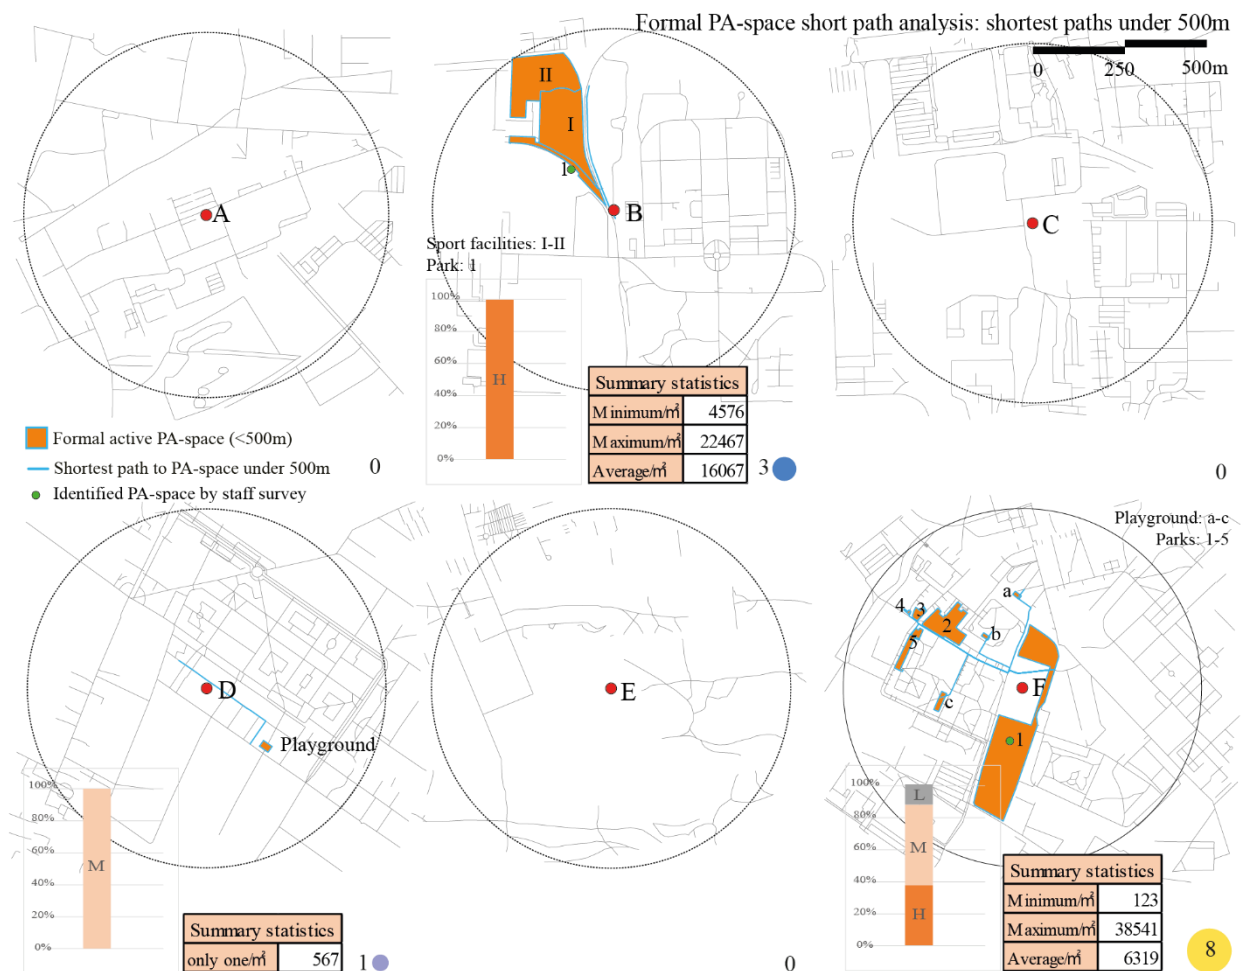 Formal PA-space short path analysis: shortest paths under 500m
0 250 500m
A
II
I
1
B
C
Sport facilities: I-II
Park: 1
100%
80%
60%
40%
20%
0%
H
Summary statistics
Minimum/㎡ 4576
Maximum/㎡ 22467
Average/㎡ 16067
Formal active PA-space (<500m)
Shortest path to PA-space under 500m
Identified PA-space by staff survey
0
3
0
D
Playground
100%
80%
60%
40%
20%
0%
M
Summary statistics
only one/㎡ 567
1
E
0
Playground: a-c
Parks: 1-5
a
4
3
2
b
5
c
F
1
100%
80%
60%
40%
20%
0%
L
M
H
Summary statistics
Minimum/㎡ 123
Maximum/㎡ 38541
Average/㎡ 6319
8